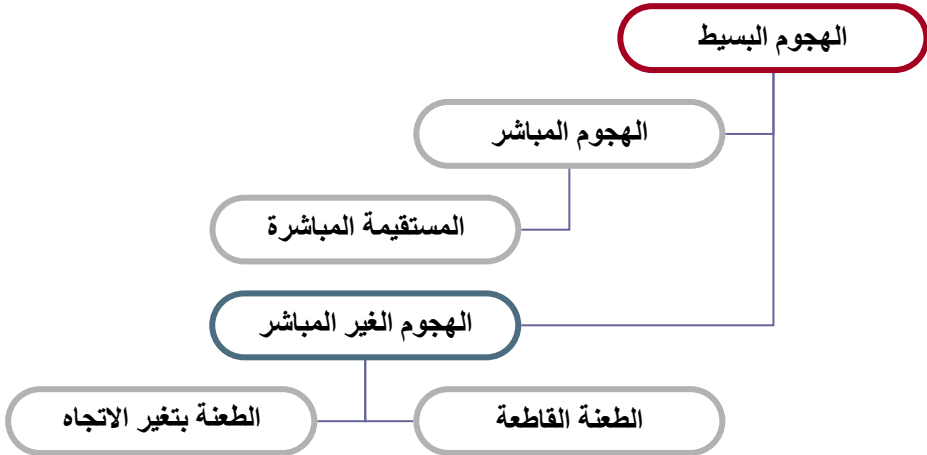 الهجوم البسيط
الهجوم المباشر
المستقيمة المباشرة
الهجوم الغير المباشر
الطعنة القاطعة
الطعنة بتغير الاتجاه